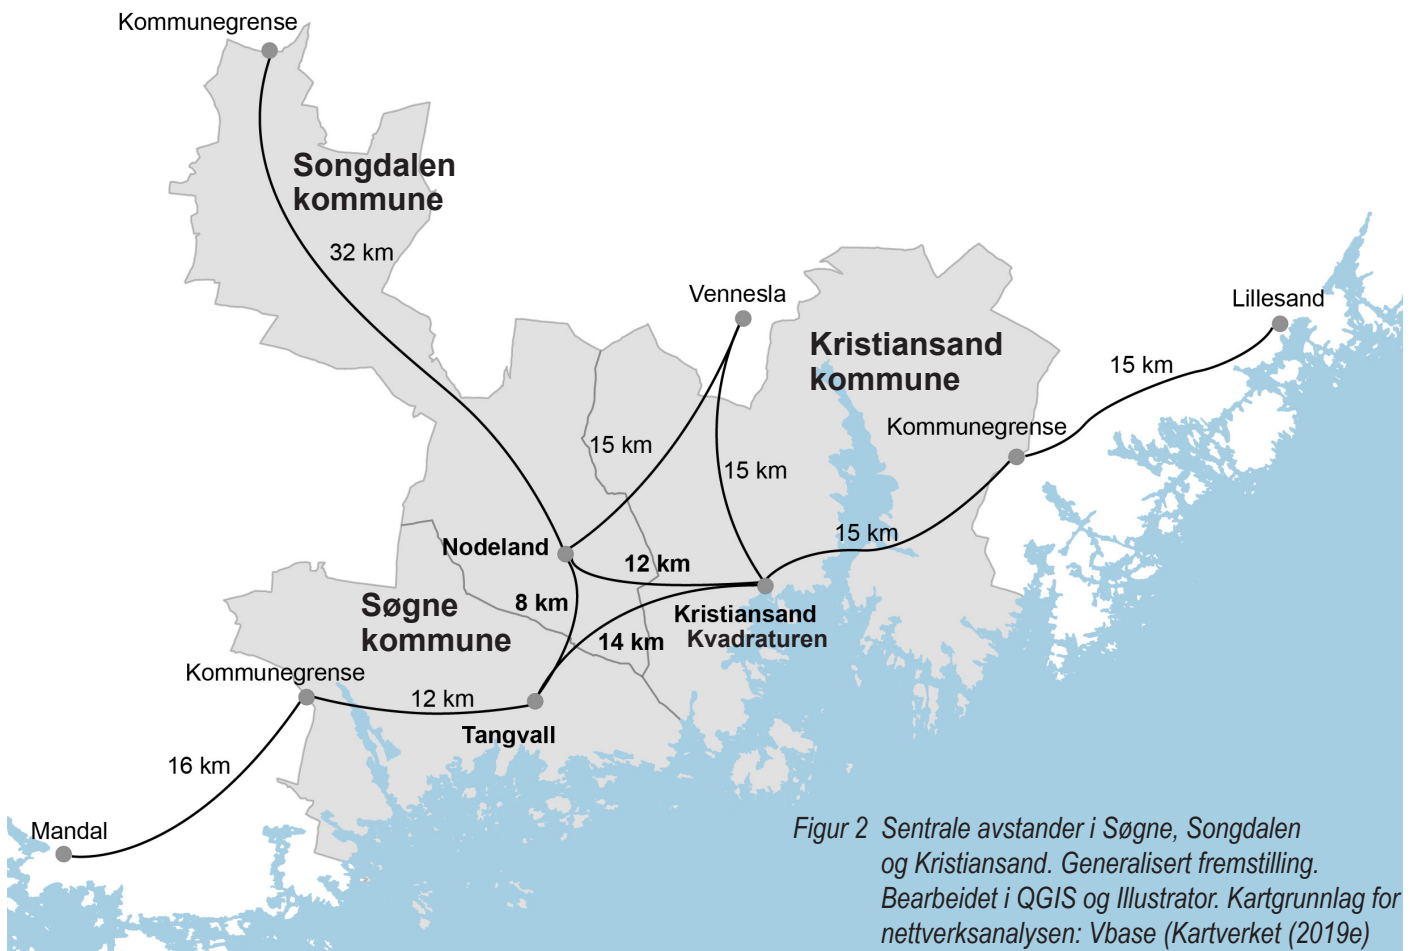 Kommunegrense
Songdalen
kommune
32 km
Vennesla
Lillesand
Kristiansand
kommune
15 km
Kommunegrense
15 km
15 km
15 km
Nodeland
12 km
8 km
Søgne
kommune
Kristiansand
Kvadraturen
14 km
Kommunegrense
12 km
Tangvall
16 km
Mandal
Figur 2 Sentrale avstander i Søgne, Songdalen
og Kristiansand. Generalisert fremstilling.
Bearbeidet i QGIS og Illustrator. Kartgrunnlag for
nettverksanalysen: Vbase (Kartverket (2019e)